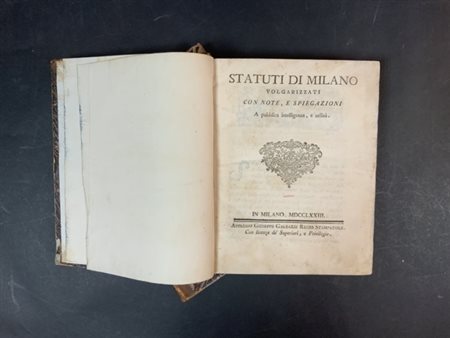 STATUTI DI MILANO
VOLGARIZZATI
CON NOTE, E SPIEGAZIONI
A pubblica intelligenza, e utilità.
IN MILANO. MDCCLXXIII.
Appresso Giuseppe Galeazzi Regio Stampatore.
Con licenza de' Superiori, e Privilegio.